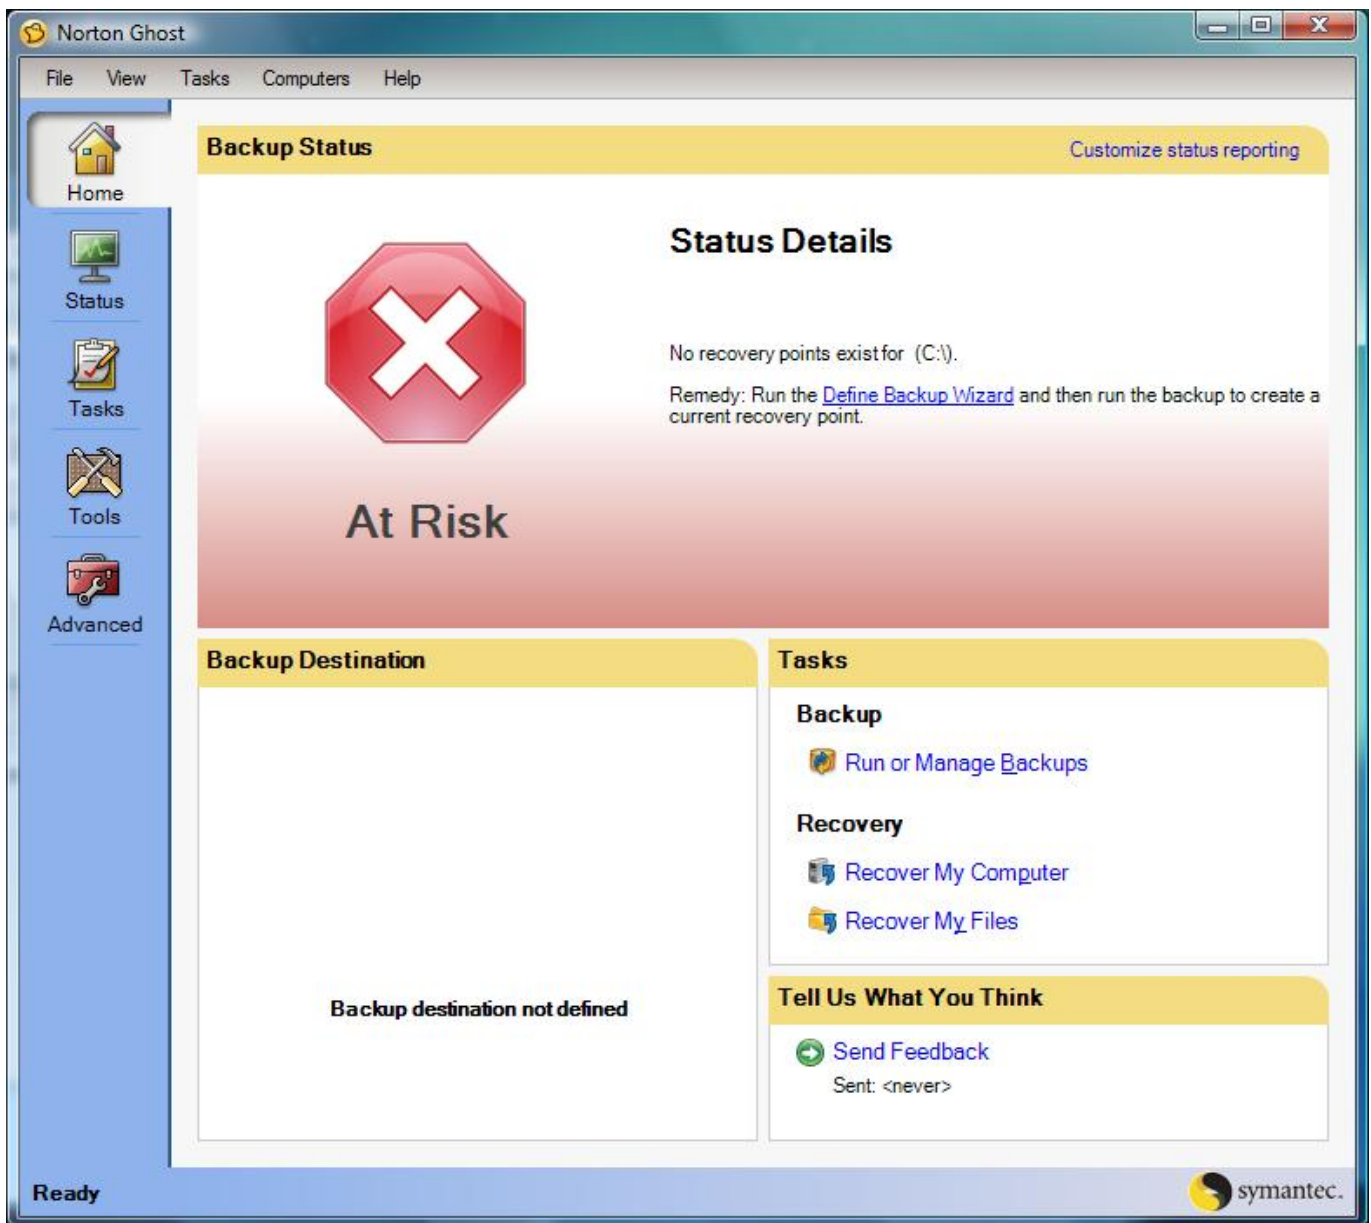 Norton Ghost
File View Tasks Computers Help
Home
Status
Tasks
Tools
Advanced
Backup Status
Customize status reporting
At Risk
Status Details
No recovery points exist for (C:\).
Remedy: Run the Define Backup Wizard and then run the backup to create a
current recovery point.
Backup Destination
Backup destination not defined
Tasks
Backup
Run or Manage Backups
Recovery
Recover My Computer
Recover My Files
Tell Us What You Think
Send Feedback
Sent: <never>
Ready
symantec.